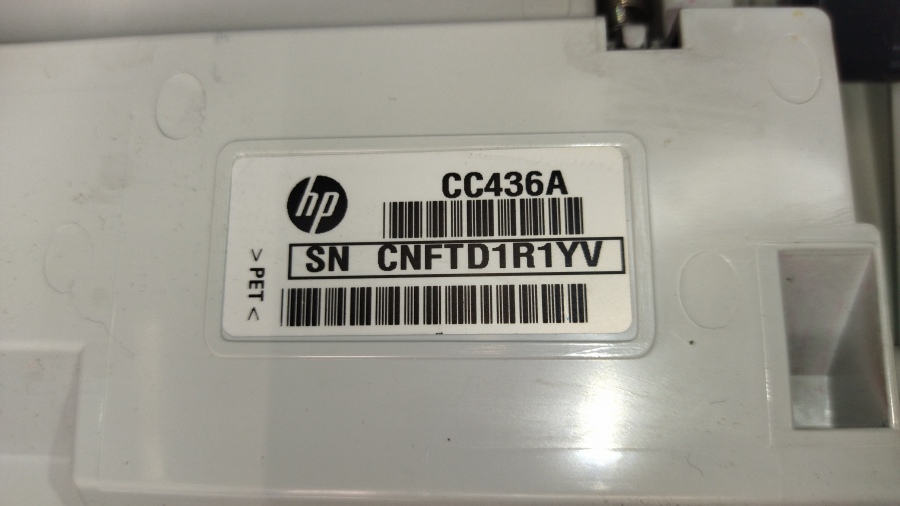 hp
CC436A
SN CNFTD1R1YV
>PET<